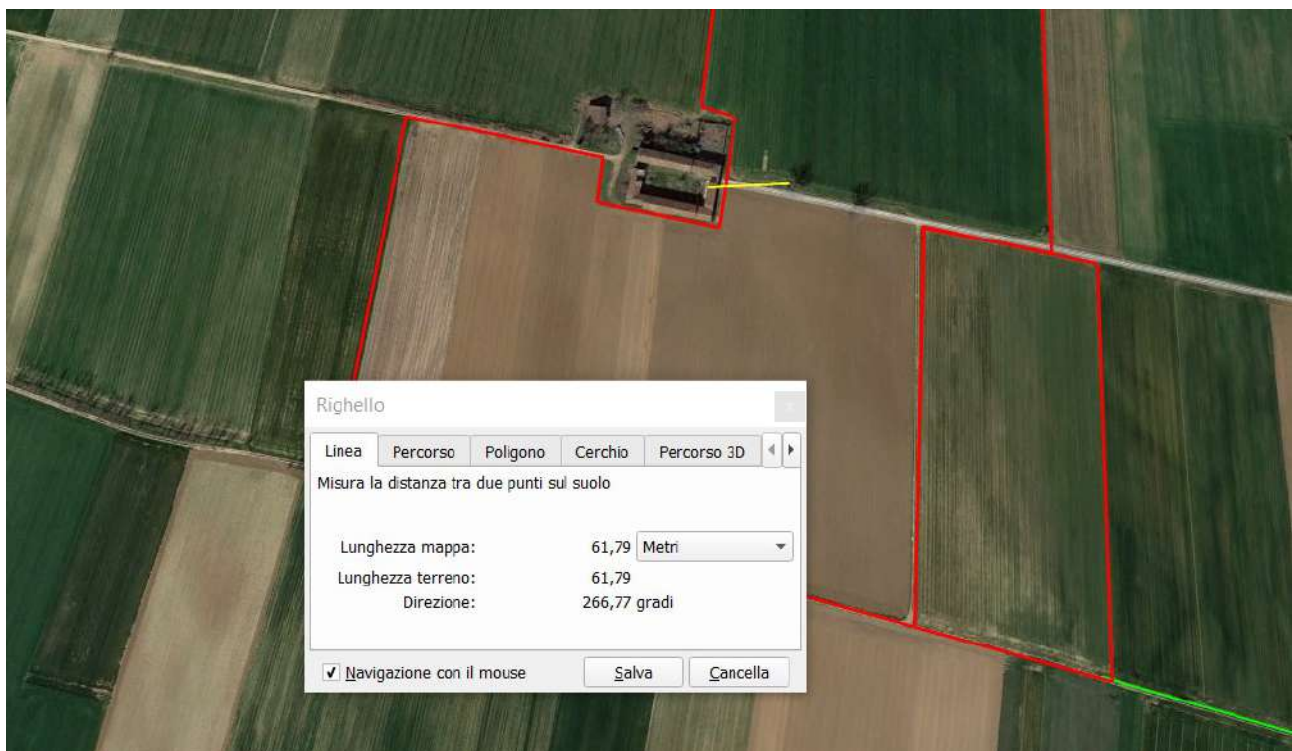 Righello
Linea Percorso Poligono Cerchio Percorso 3D
Misura la distanza tra due punti sul suolo
Lunghezza mappa: 61,79 Metri
Lunghezza terreno: 61,79
Direzione: 266,77 gradi
Navigazione con il mouse Salva Cancella